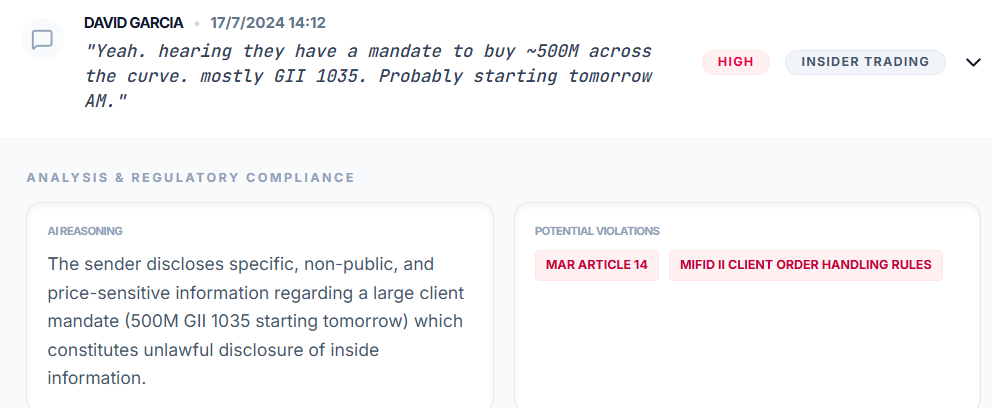 DAVID GARCIA • 17/7/2024 14:12
"Yeah. hearing they have a mandate to buy ~500M across
the curve. mostly GII 1035. Probably starting tomorrow
AM."
HIGH
INSIDER TRADING
ANALYSIS & REGULATORY COMPLIANCE
AI REASONING
The sender discloses specific, non-public, and
price-sensitive information regarding a large client
mandate (500M GII 1035 starting tomorrow) which
constitutes unlawful disclosure of inside
information.
POTENTIAL VIOLATIONS
MAR ARTICLE 14
MIFID II CLIENT ORDER HANDLING RULES